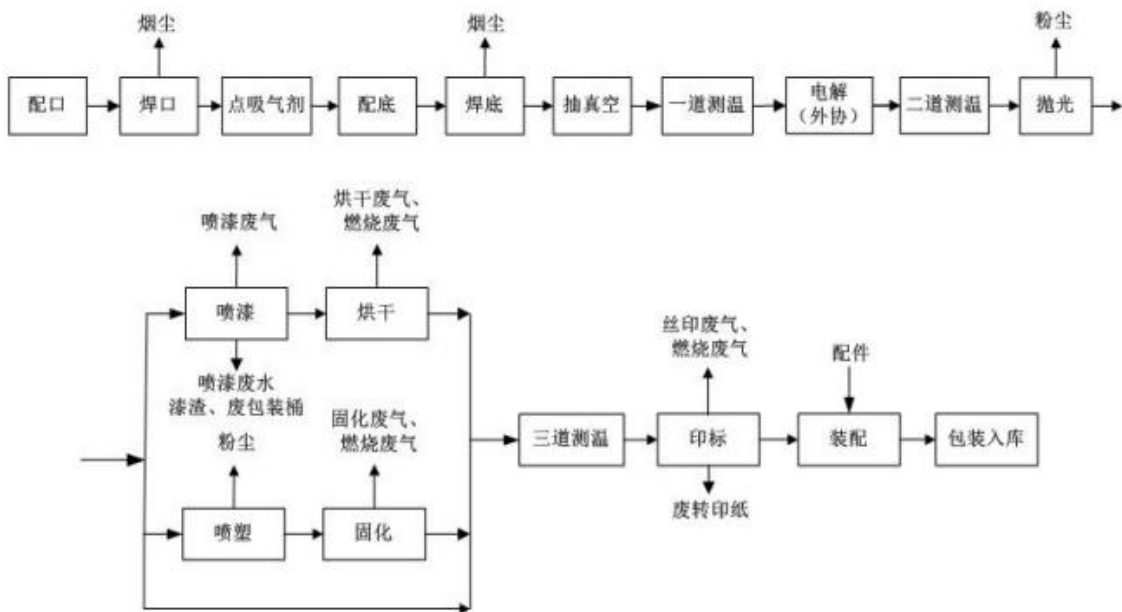 烟尘
烟尘
粉尘
配口
焊口
点吸气剂
配底
焊底
抽真空
一道测温
电解
（外协）
二道测温
抛光
喷漆废气
烘干废气、
燃烧废气
喷漆
烘干
喷漆废水
漆渣、废包装桶
粉尘
固化废气、
燃烧废气
喷塑
固化
丝印废气、
燃烧废气
配件
三道测温
印标
装配
包装入库
废转印纸